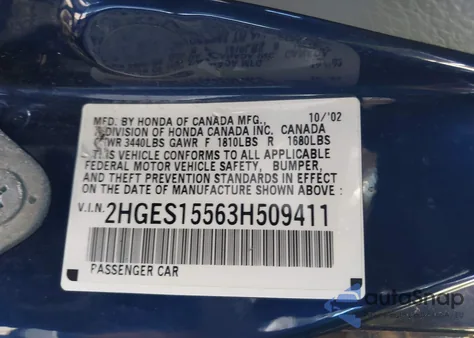 MFD. BY HONDA OF CANADA MFG., 10/'02
DIVISION OF HONDA CANADA INC. CANADA
WR 3440LBS GAWR F 1810LBS R 1680LBS
THIS VEHICLE CONFORMS TO ALL APPLICABLE
FEDERAL MOTOR VEHICLE SAFETY, BUMPER,
AND THEFT PREVENTION STANDARDS IN EFFECT
ON THE DATE OF MANUFACTURE SHOWN ABOVE :
V.I.N. 2HGES15563H509411
PASSENGER CAR
autoSnap